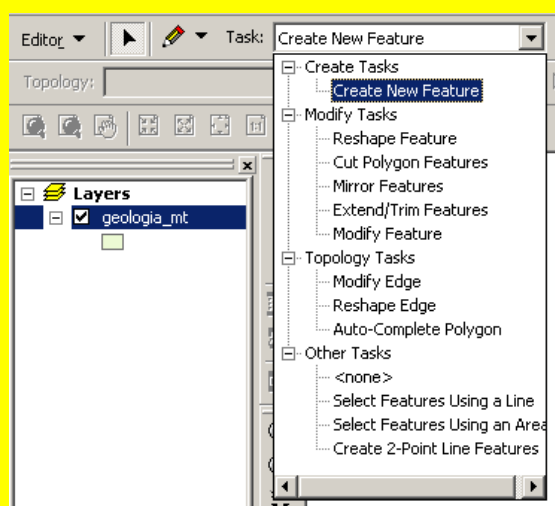 Editor Task: Create New Feature
Topology:
Create Tasks
Create New Feature
Modify Tasks
Reshape Feature
Cut Polygon Features
Mirror Features
Extend/Trim Features
Modify Feature
Topology Tasks
Modify Edge
Reshape Edge
Auto-Complete Polygon
Other Tasks
<none>
Select Features Using a Line
Select Features Using an Area
Create 2-Point Line Features
1:1
Layers
geologia_mt